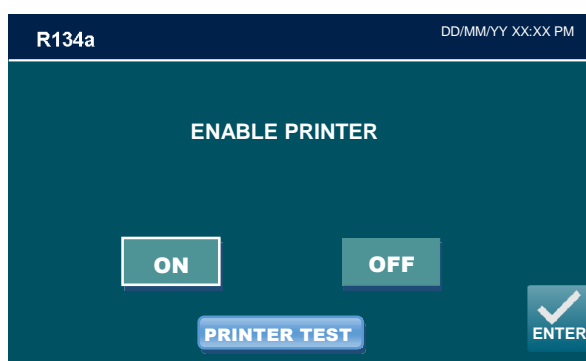 R134a DD/MM/YY XX:XX PM
ENABLE PRINTER
ON OFF
PRINTER TEST
ENTER